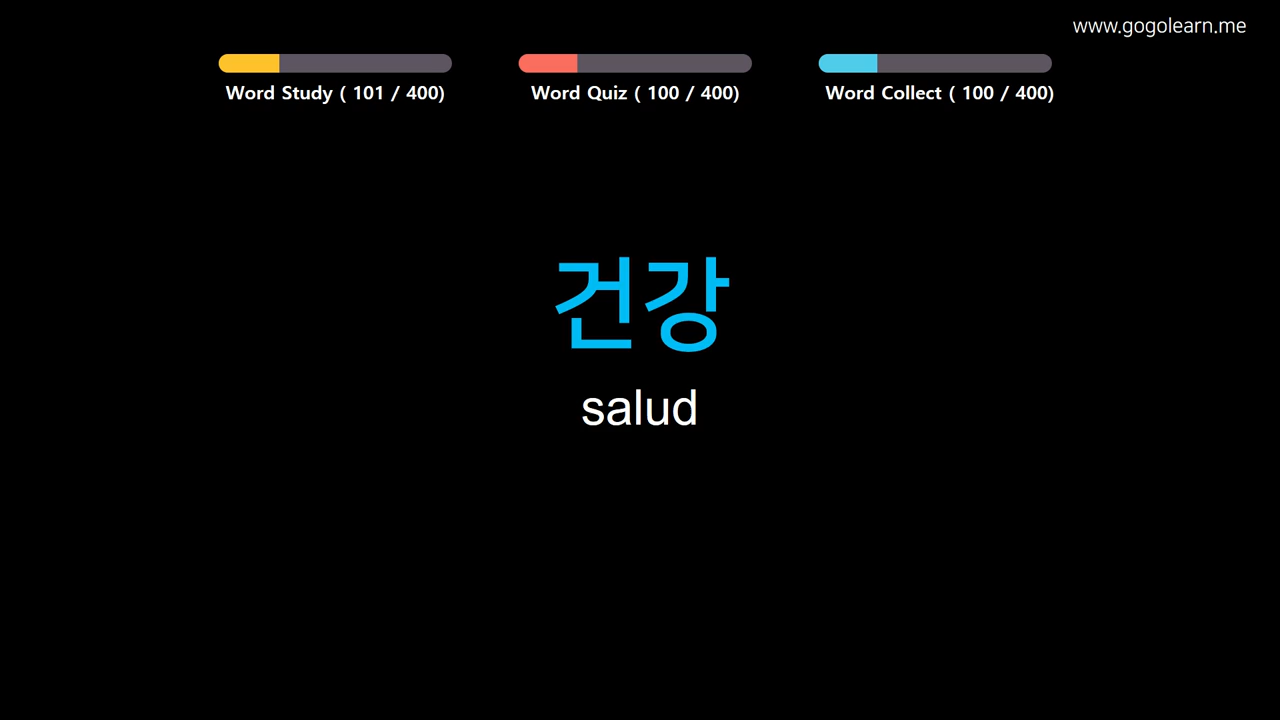 www.gogolearn.me
Word Study ( 101 / 400)
Word Quiz ( 100 / 400)
Word Collect ( 100 / 400)
건강
salud